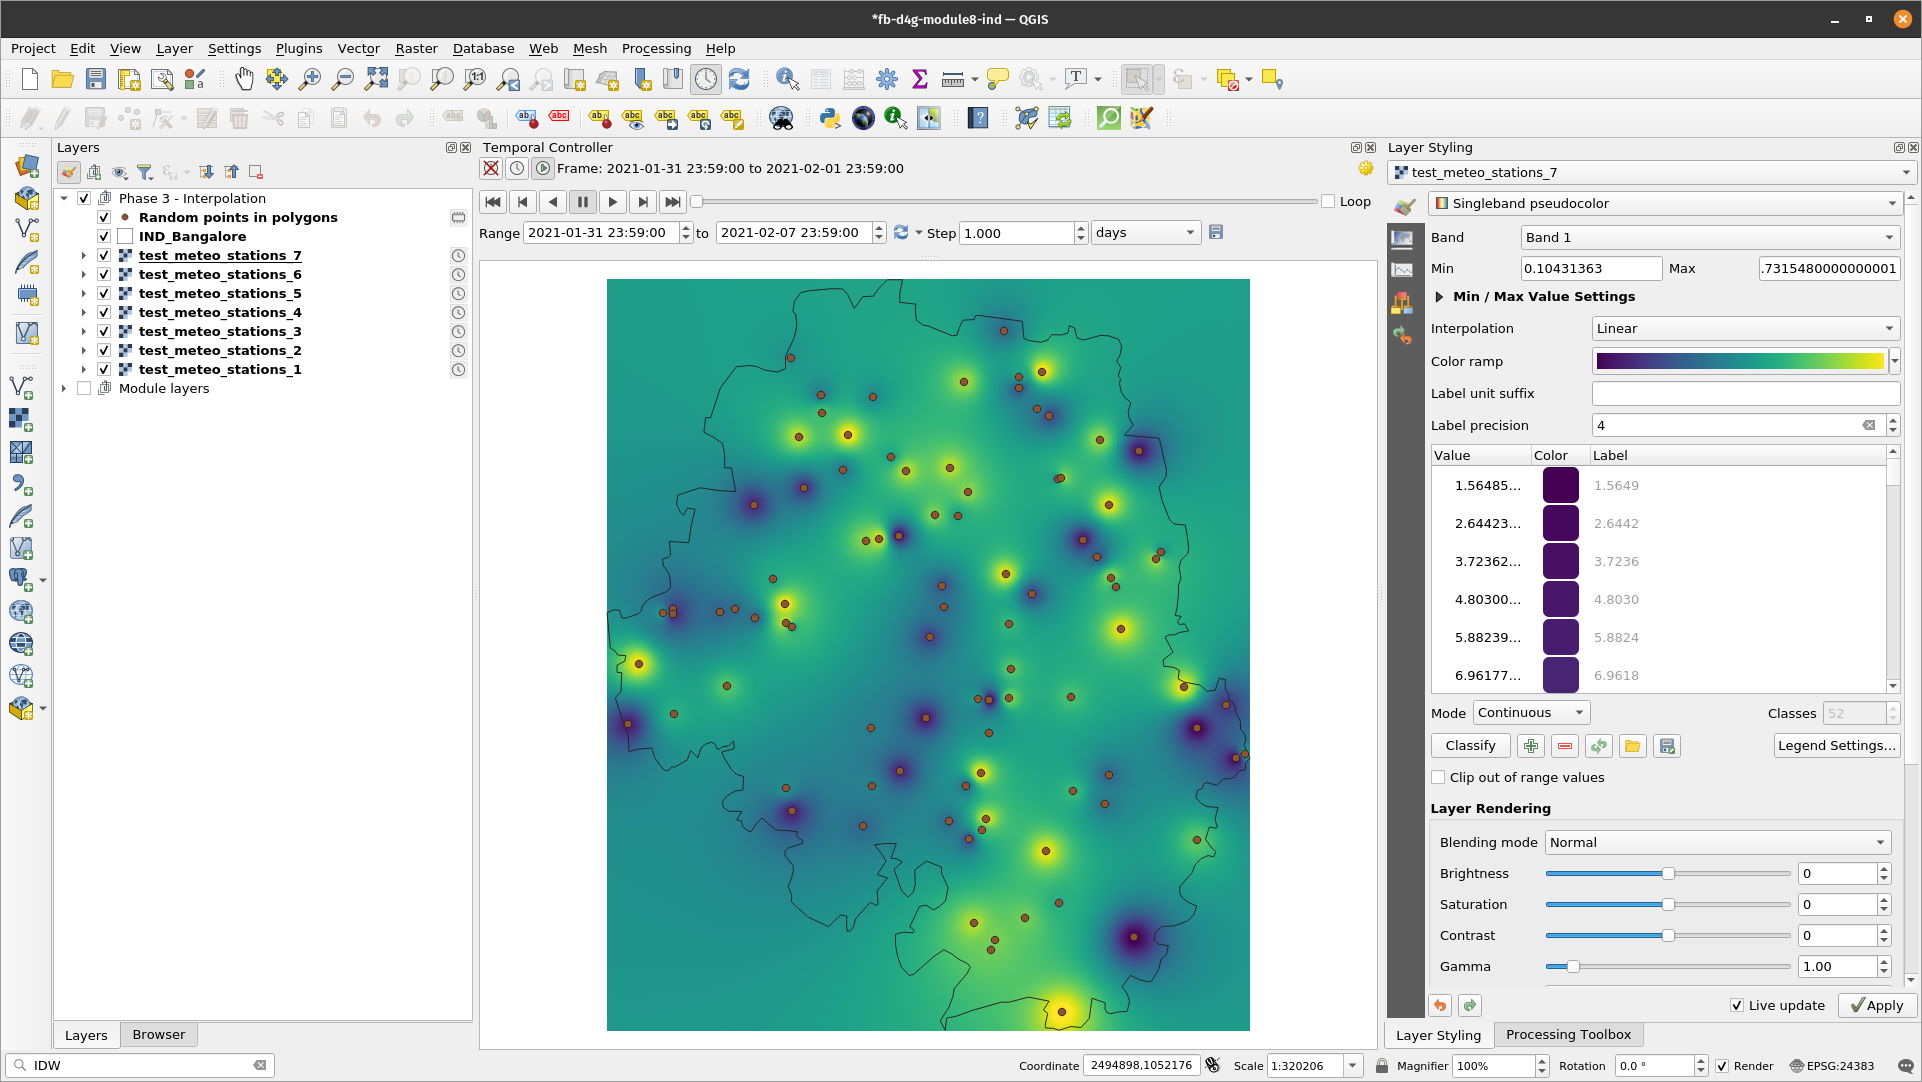 *fb-d4g-module8-ind — QGIS
Project Edit View Layer Settings Plugins Vector Raster Database Web Mesh Processing Help
Layers
Phase 3 - Interpolation
Random points in polygons
IND_Bangalore
test_meteo_stations_7
test_meteo_stations_6
test_meteo_stations_5
test_meteo_stations_4
test_meteo_stations_3
test_meteo_stations_2
test_meteo_stations_1
Module layers
Layers Browser
IDW
Temporal Controller
Frame: 2021-01-31 23:59:00 to 2021-02-01 23:59:00
Loop
Range 2021-01-31 23:59:00 to 2021-02-07 23:59:00 Step 1.000 days
Layer Styling
test_meteo_stations_7
Singleband pseudocolor
Band Band 1
Min 0.10431363 Max .7315480000000001
Min / Max Value Settings
Interpolation Linear
Color ramp
Label unit suffix
Label precision 4
Value Color Label
1.56485... 1.5649
2.64423... 2.6442
3.72362... 3.7236
4.80300... 4.8030
5.88239... 5.8824
6.96177... 6.9618
Mode Continuous Classes 52
Classify Legend Settings...
Clip out of range values
Layer Rendering
Blending mode Normal
Brightness 0
Saturation 0
Contrast 0
Gamma 1.00
Live update Apply
Layer Styling Processing Toolbox
Coordinate 2494898,1052176 Scale 1:320206 Magnifier 100% Rotation 0.0 ° Render EPSG:24383